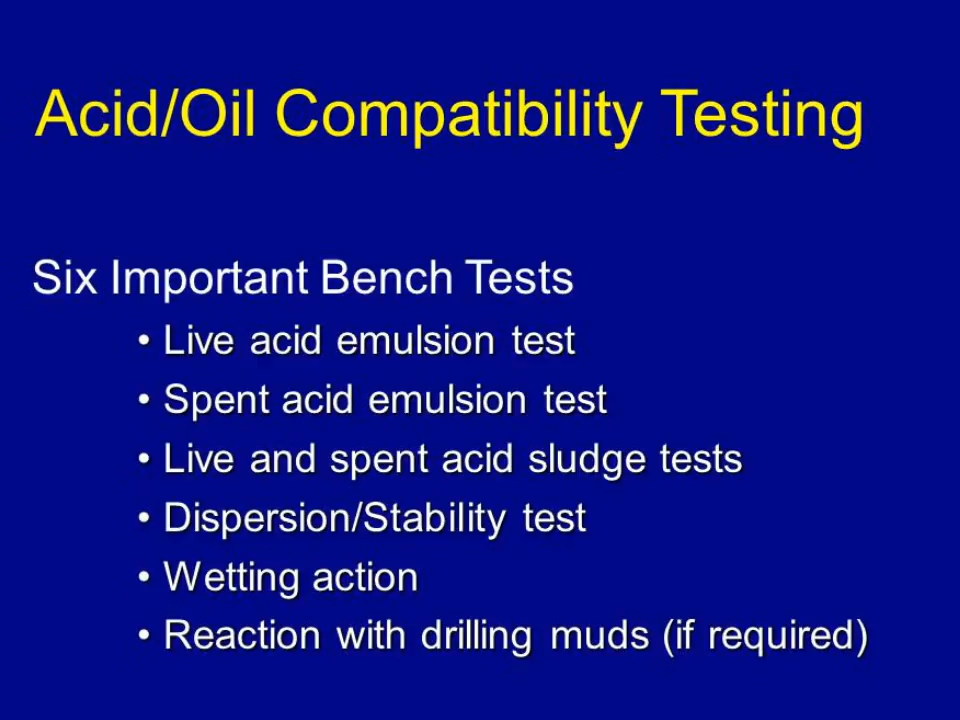 Acid/Oil Compatibility Testing
Six Important Bench Tests
• Live acid emulsion test
• Spent acid emulsion test
• Live and spent acid sludge tests
• Dispersion/Stability test
• Wetting action
• Reaction with drilling muds (if required)